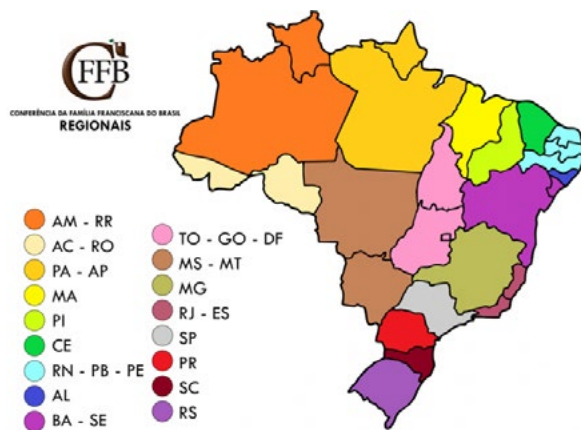 CFFB
CONFERÊNCIA DA FAMÍLIA FRANCISCANA DO BRASIL
REGIONAIS
AM - RR
AC - RO
PA - AP
MA
PI
CE
RN - PB - PE
AL
BA - SE
TO - GO - DF
MS - MT
MG
RJ - ES
SP
PR
SC
RS